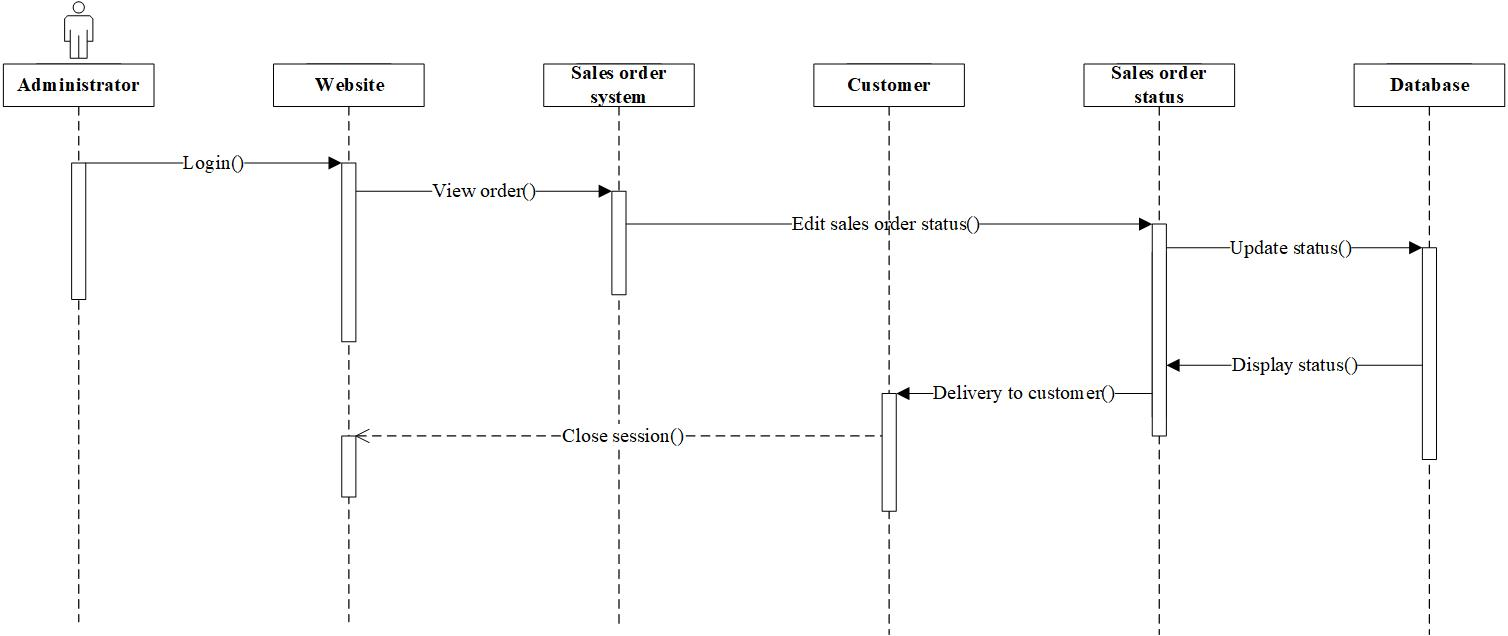 Administrator
Website
Sales order
system
Customer
Sales order
status
Database
Login()
View order()
Edit sales order status()
Update status()
Display status()
Delivery to customer()
Close session()